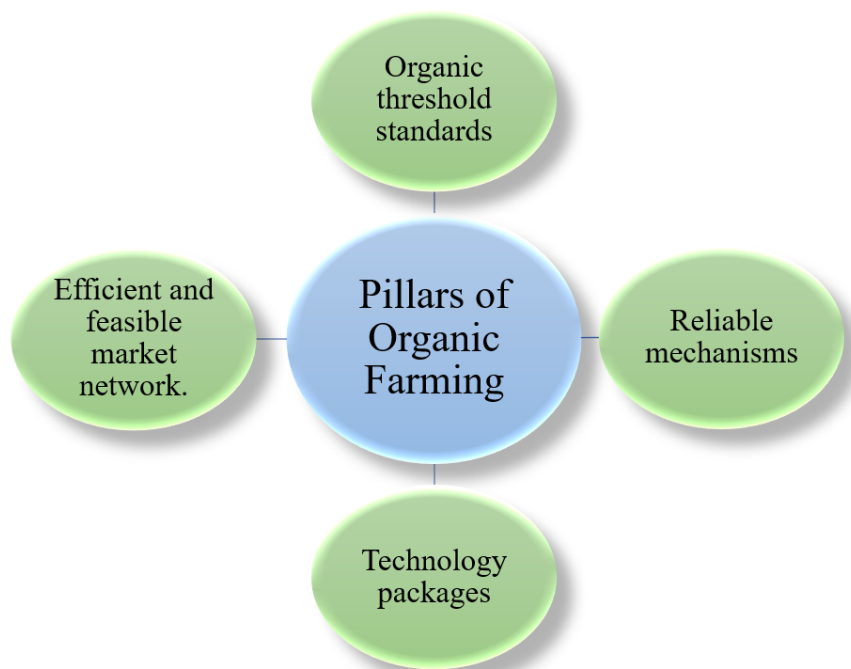 Organic
threshold
standards
Efficient and
feasible
market
network.
Pillars of
Organic
Farming
Reliable
mechanisms
Technology
packages